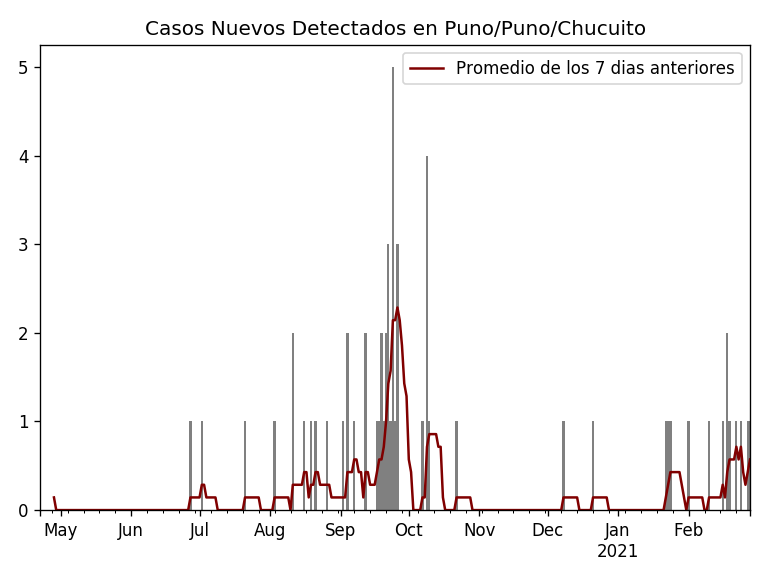 Casos Nuevos Detectados en Puno/Puno/Chucuito
Promedio de los 7 dias anteriores
5
4
3
2
1
0
May Jun Jul Aug Sep Oct Nov Dec Jan Feb
2021